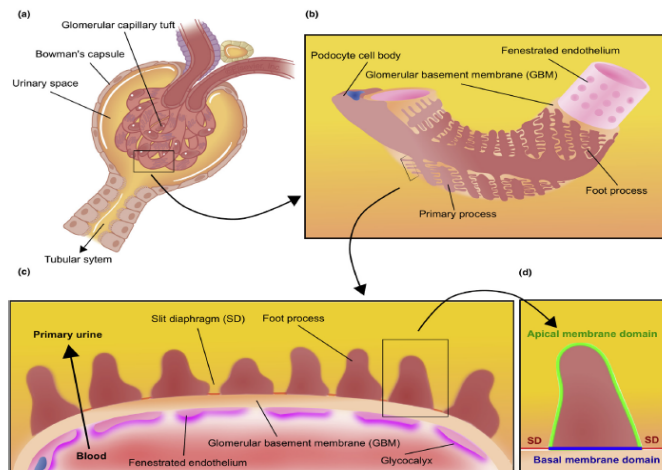 (a)
Glomerular capillary tuft
Bowman's capsule
Urinary space
Tubular sytem
(b)
Podocyte cell body
Fenestrated endothelium
Glomerular basement membrane (GBM)
Foot process
Primary process
(c)
Slit diaphragm (SD)
Foot process
Primary urine
Glomerular basement membrane (GBM)
Blood
Fenestrated endothelium
Glycocalyx
(d)
Apical membrane domain
SD
SD
Basal membrane domain